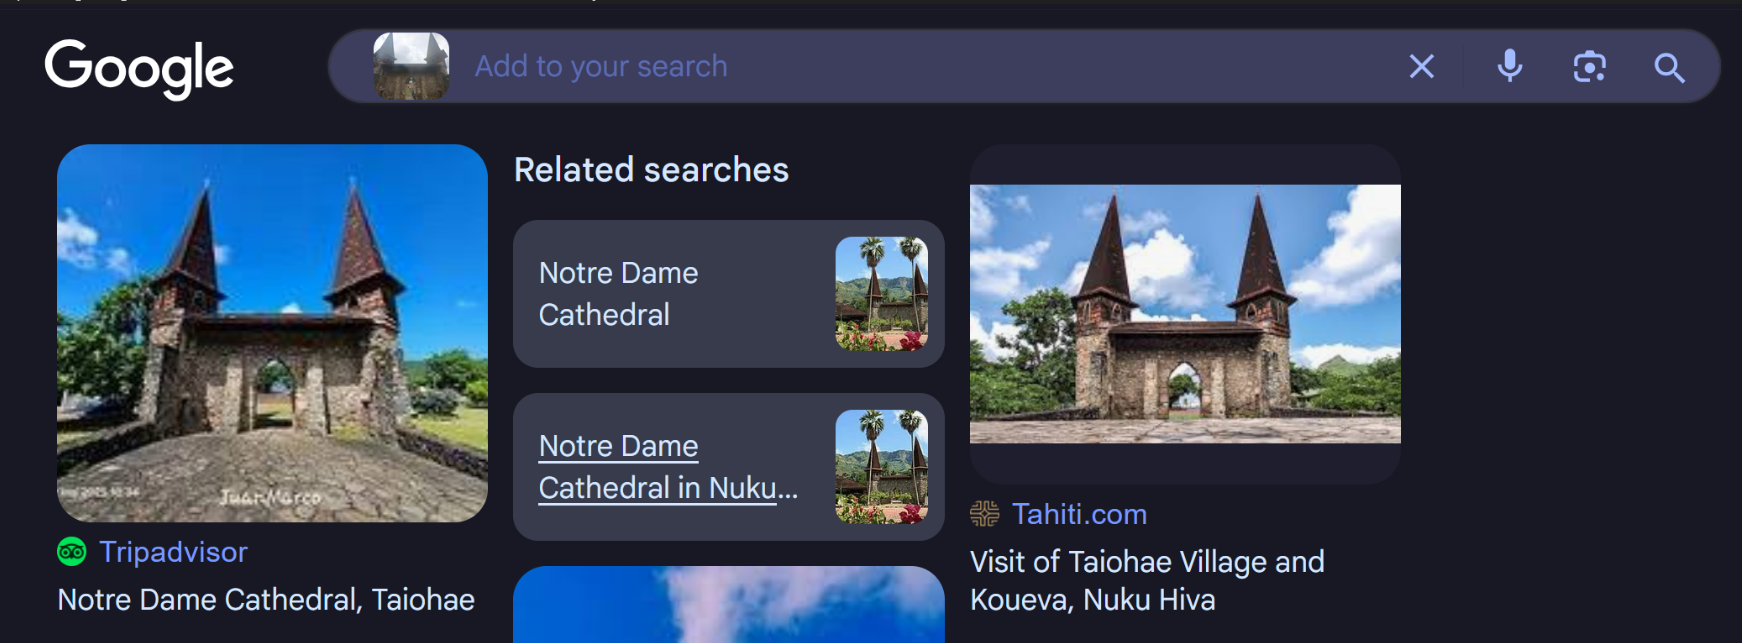 Google
Add to your search
Related searches
Notre Dame
Cathedral
Notre Dame
Cathedral in Nuku...
JuanMarco
Tripadvisor
Notre Dame Cathedral, Taiohae
Tahiti.com
Visit of Taiohae Village and
Koueva, Nuku Hiva